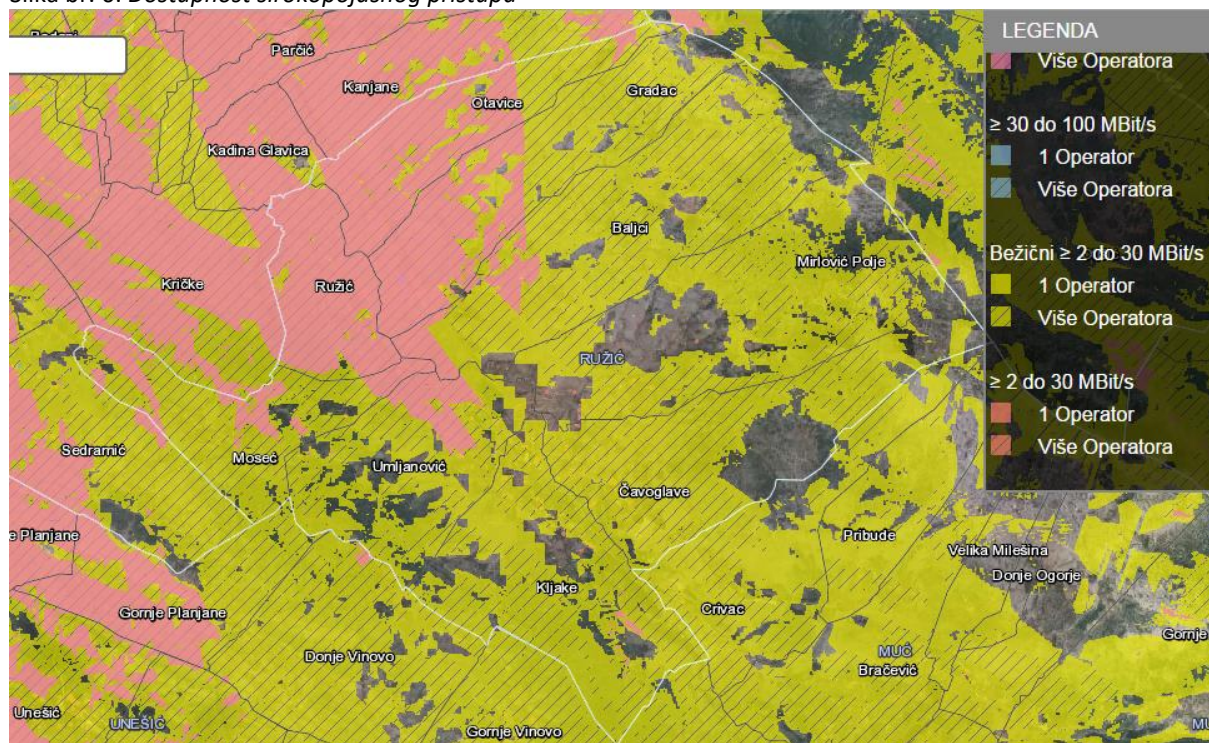 Slika br. 6. Dostupnost širokopojasnog pristupa
LEGENDA
Više Operatora
≥ 30 do 100 MBit/s
1 Operator
Više Operatora
Bežični ≥ 2 do 30 MBit/s
1 Operator
Više Operatora
≥ 2 do 30 MBit/s
1 Operator
Više Operatora
Parčić
Kanjane
Otavice
Gradac
Kadina Glavica
Baljci
Mirlović Polje
Kričke
Ružić
RUŽIĆ
Sedramić
Moseć
Umljanović
Čavoglave
e Planjane
Pribude
Velika Milešina
Donje Ogorje
Kljake
Crivac
Gornje Planjane
Gornje
Donje Vinovo
MUĆ
Bračević
Unešić
UNEŠIĆ
Gornje Vinovo
MU